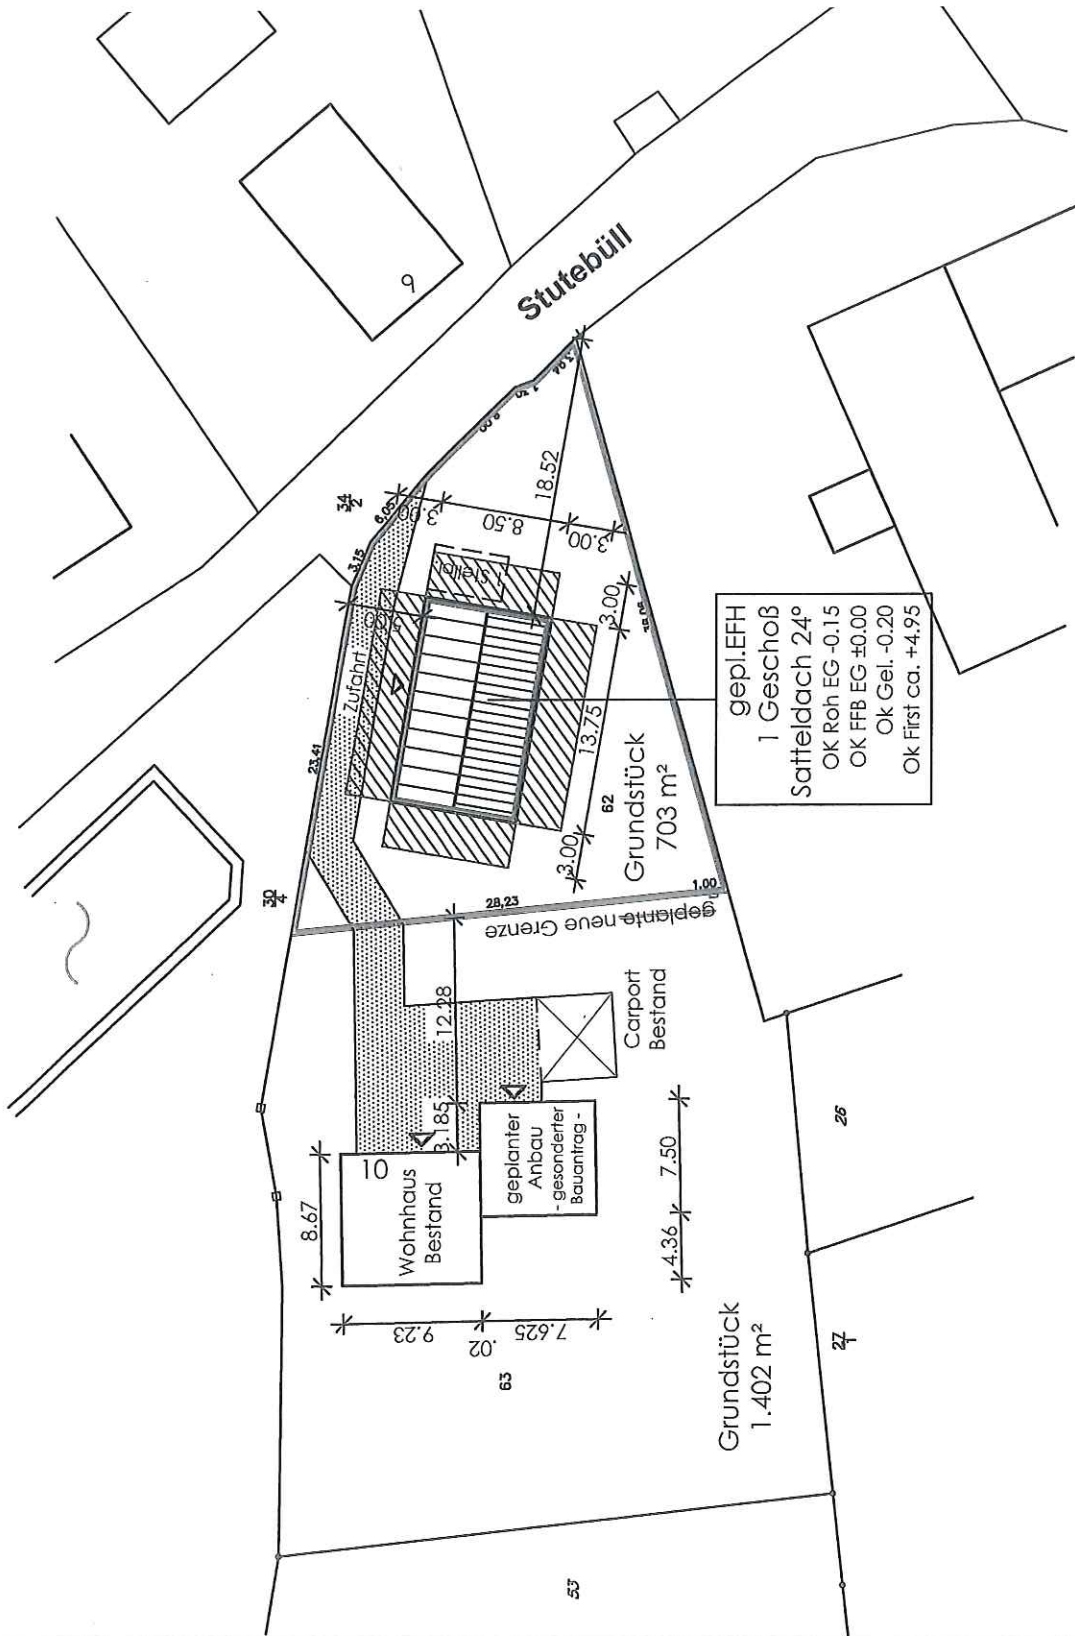 Stutebüll
9
34
2
3,15
6,05
3.00
8.50
3.00
18.52
Zufahrt
5.00
23,41
3.00
13.75
3.00
62
Grundstück
703 m²
gepl.EFH
1 Geschoß
Satteldach 24°
OK Roh EG -0.15
OK FFB EG ±0.00
Ok Gel. -0.20
Ok First ca. +4.95
30
4
28,23
1,00
geplante neue Grenze
12.28
3.185
Carport
Bestand
10
Wohnhaus
Bestand
geplanter
Anbau
- gesonderter
Bauantrag -
8.67
9.23
.02
7.625
4.36
7.50
63
Grundstück
1.402 m²
26
27
1
53